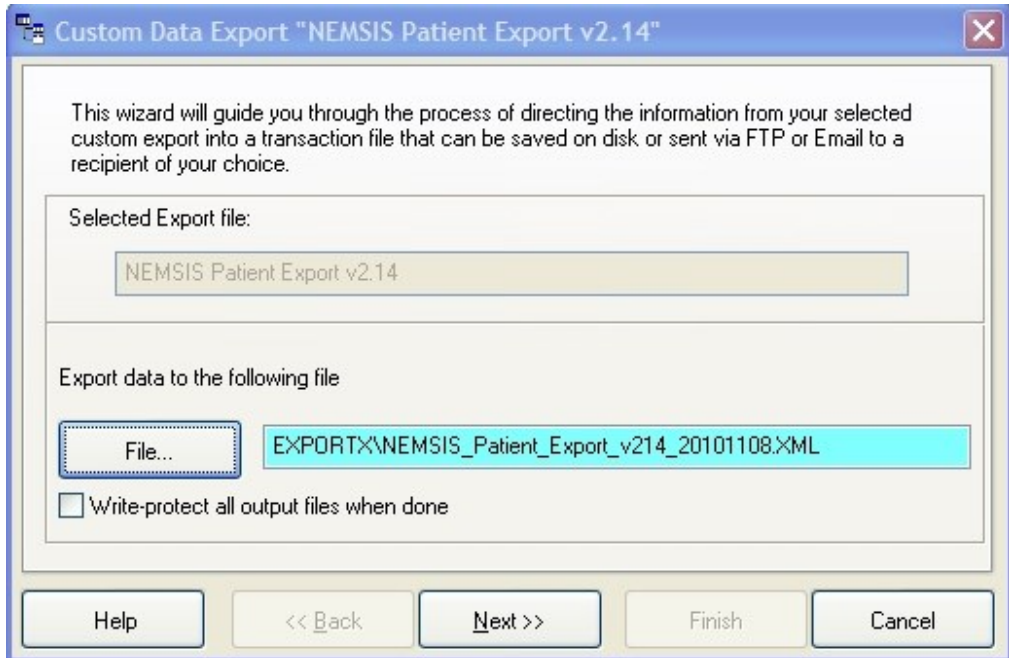 Custom Data Export "NEMSIS Patient Export v2.14"
This wizard will guide you through the process of directing the information from your selected
custom export into a transaction file that can be saved on disk or sent via FTP or Email to a
recipient of your choice.
Selected Export file:
NEMSIS Patient Export v2.14
Export data to the following file
File...
EXPORTX\NEMSIS_Patient_Export_v214_20101108.XML
Write-protect all output files when done
Help
<< Back
Next >>
Finish
Cancel